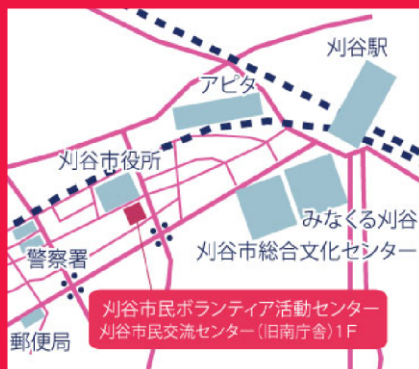 刈谷駅
アピタ
刈谷市役所
みなくる刈谷
刈谷市総合文化センター
警察署
刈谷市民ボランティア活動センター
刈谷市民交流センター(旧南庁舎)1F
郵便局